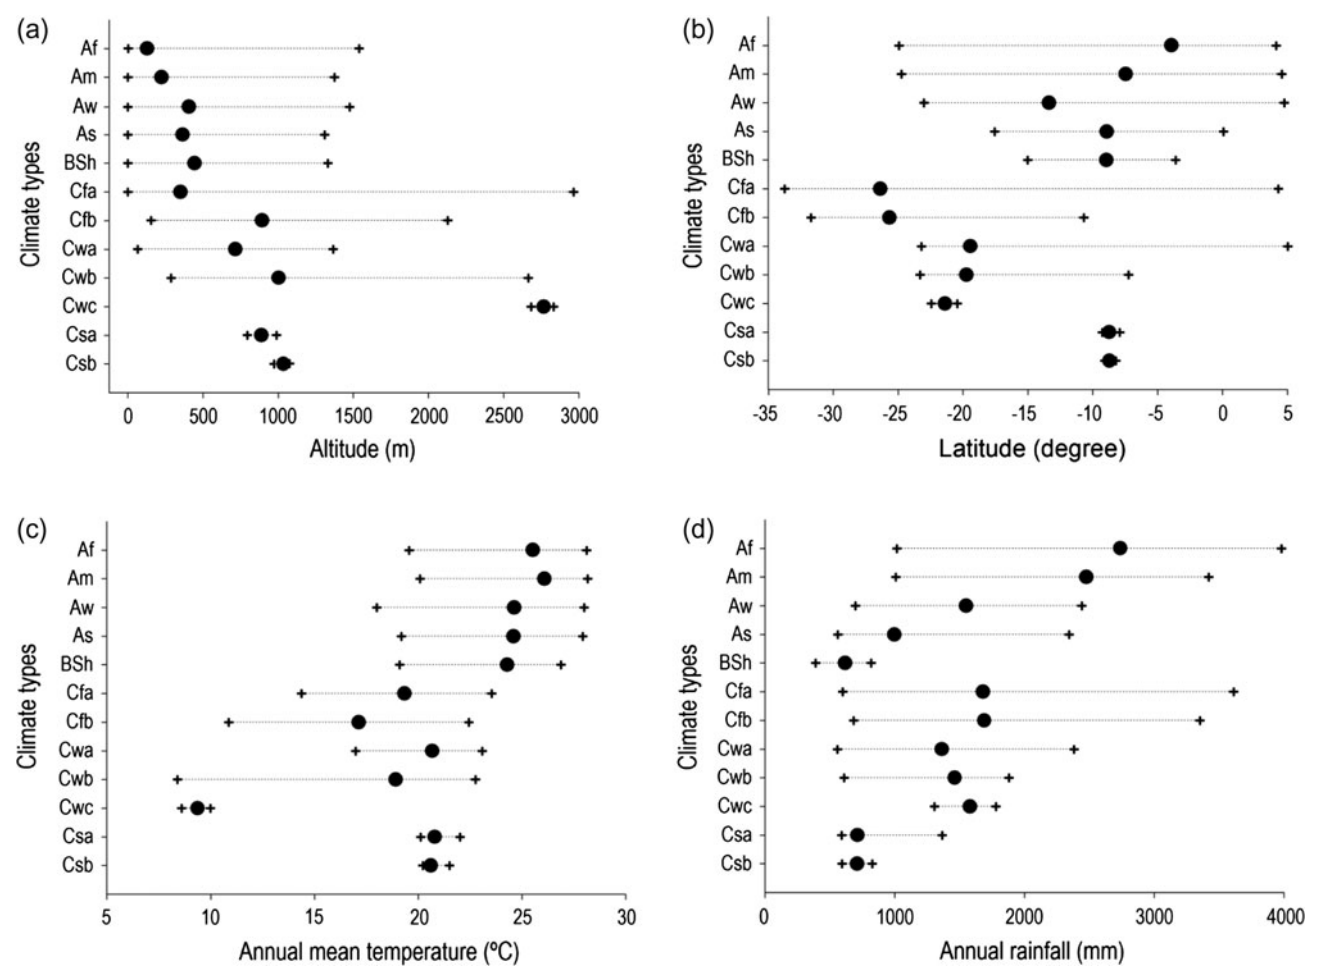 (a)
Climate types
Af
Am
Aw
As
BSh
Cfa
Cfb
Cwa
Cwb
Cwc
Csa
Csb
0 500 1000 1500 2000 2500 3000
Altitude (m)
(b)
Climate types
Af
Am
Aw
As
BSh
Cfa
Cfb
Cwa
Cwb
Cwc
Csa
Csb
-35 -30 -25 -20 -15 -10 -5 0 5
Latitude (degree)
(c)
Climate types
Af
Am
Aw
As
BSh
Cfa
Cfb
Cwa
Cwb
Cwc
Csa
Csb
5 10 15 20 25 30
Annual mean temperature (ºC)
(d)
Climate types
Af
Am
Aw
As
BSh
Cfa
Cfb
Cwa
Cwb
Cwc
Csa
Csb
0 1000 2000 3000 4000
Annual rainfall (mm)